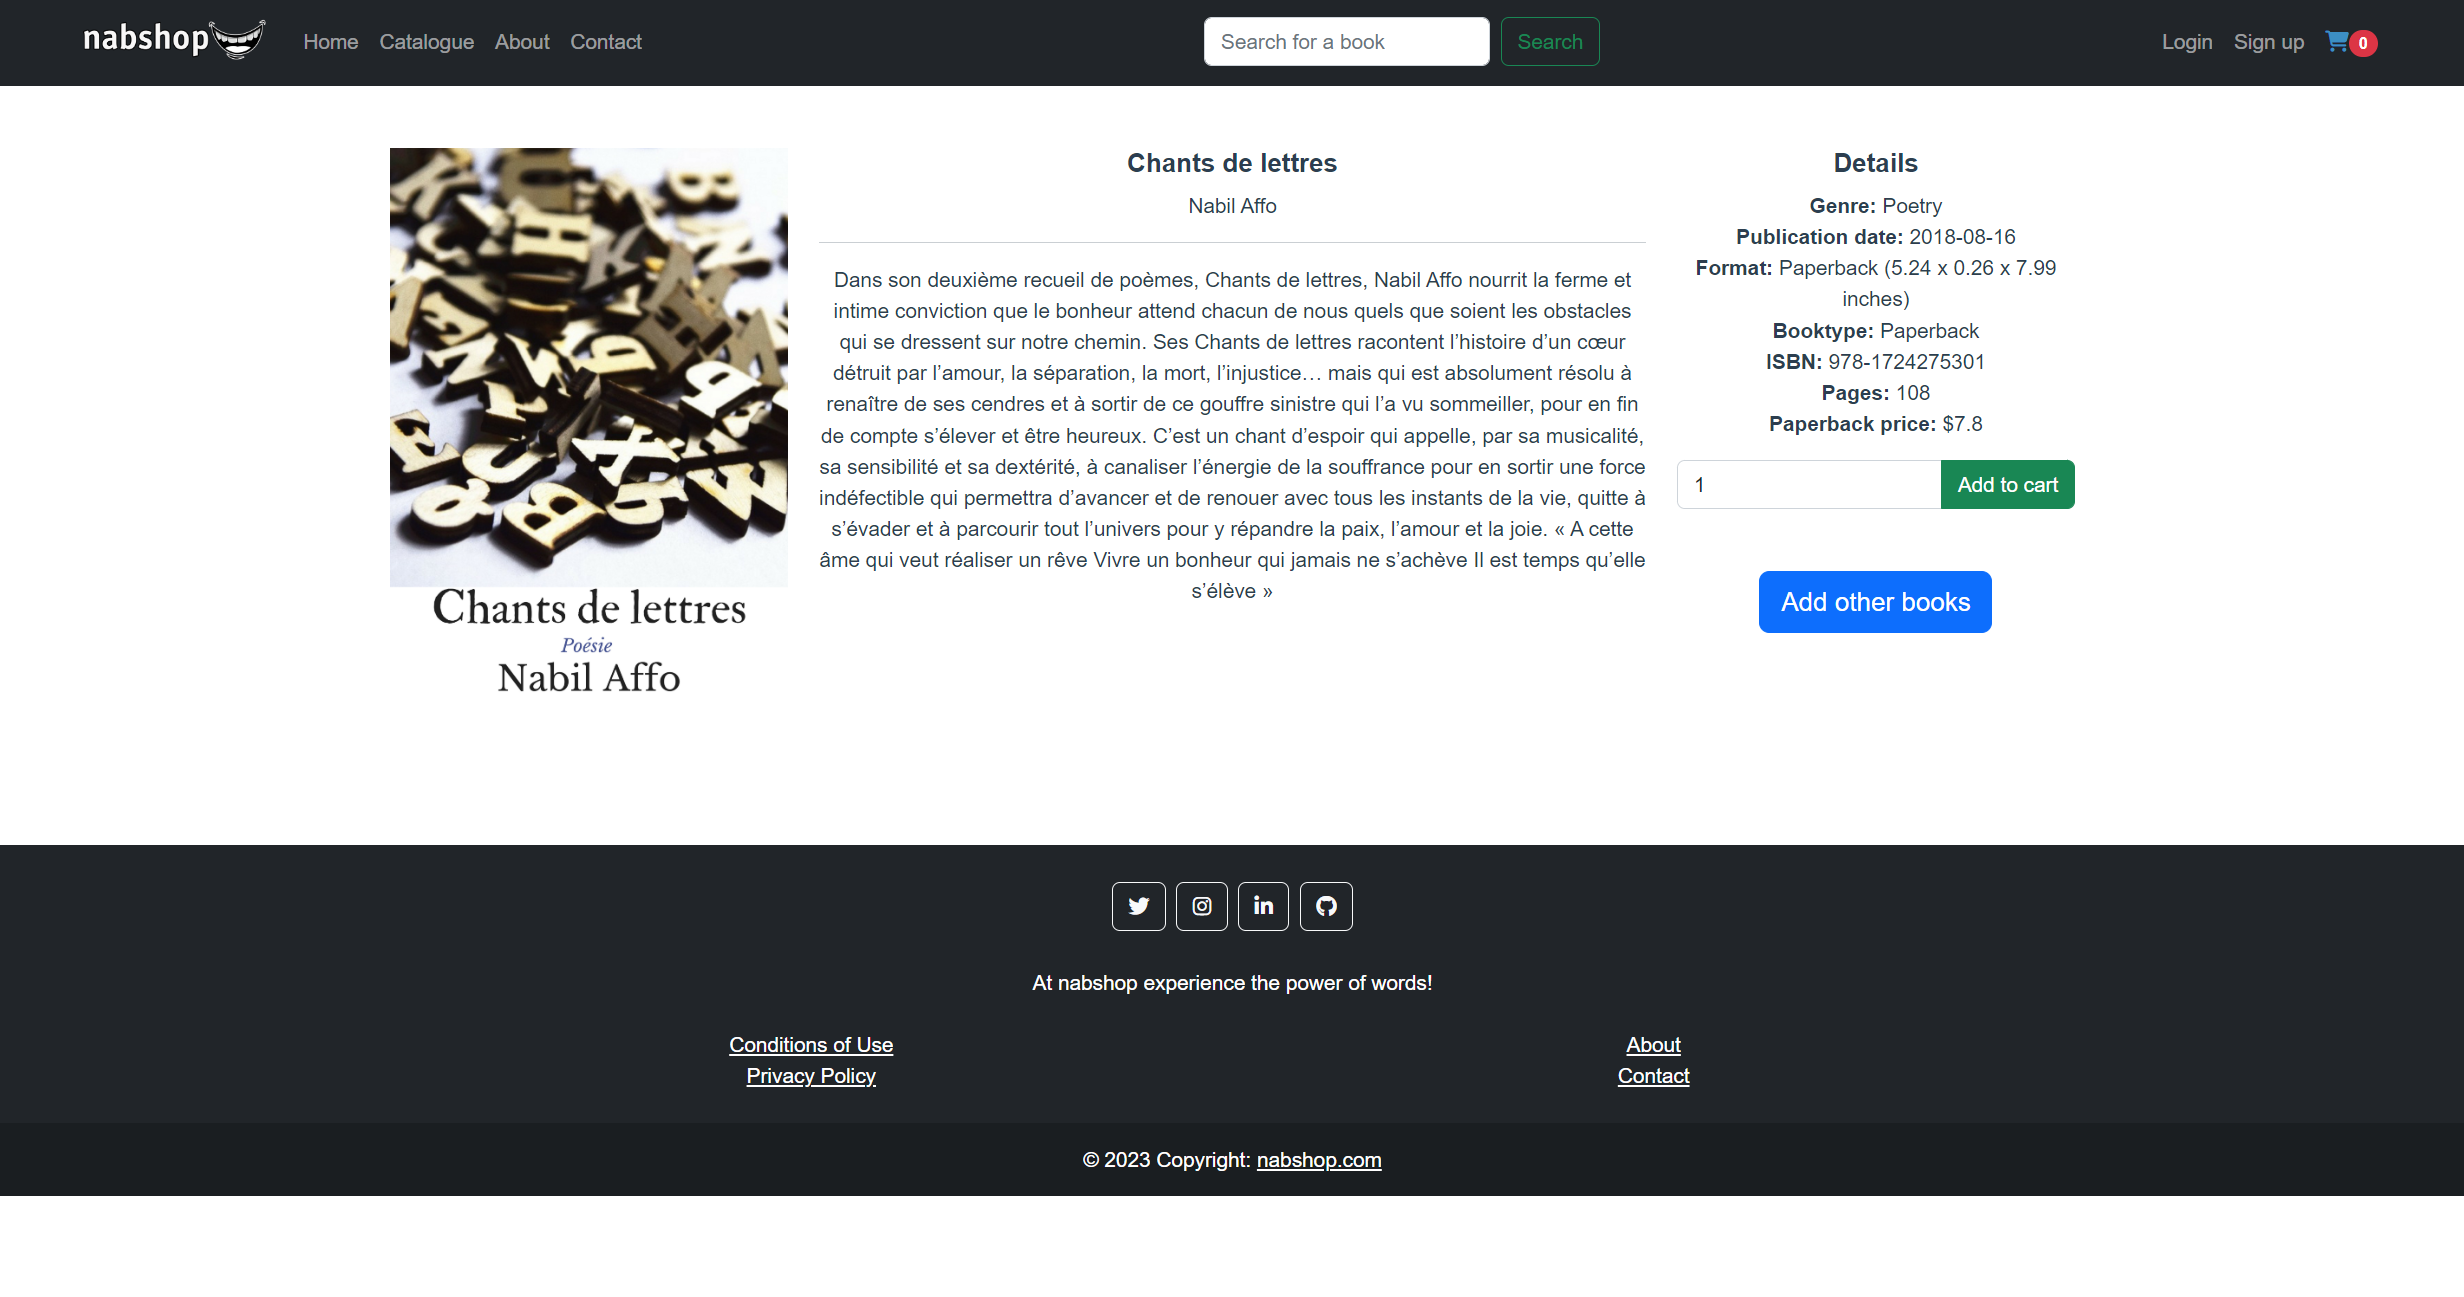 nabshop
Home Catalogue About Contact
Search for a book Search
Login Sign up 0
Chants de lettres
Poésie
Nabil Affo
Chants de lettres
Nabil Affo
Dans son deuxième recueil de poèmes, Chants de lettres, Nabil Affo nourrit la ferme et
intime conviction que le bonheur attend chacun de nous quels que soient les obstacles
qui se dressent sur notre chemin. Ses Chants de lettres racontent l’histoire d’un cœur
détruit par l’amour, la séparation, la mort, l’injustice… mais qui est absolument résolu à
renaître de ses cendres et à sortir de ce gouffre sinistre qui l’a vu sommeiller, pour en fin
de compte s’élever et être heureux. C’est un chant d’espoir qui appelle, par sa musicalité,
sa sensibilité et sa dextérité, à canaliser l’énergie de la souffrance pour en sortir une force
indéfectible qui permettra d’avancer et de renouer avec tous les instants de la vie, quitte à
s’évader et à parcourir tout l’univers pour y répandre la paix, l’amour et la joie. « A cette
âme qui veut réaliser un rêve Vivre un bonheur qui jamais ne s’achève Il est temps qu’elle
s’élève »
Details
Genre: Poetry
Publication date: 2018-08-16
Format: Paperback (5.24 x 0.26 x 7.99
inches)
Booktype: Paperback
ISBN: 978-1724275301
Pages: 108
Paperback price: $7.8
1 Add to cart
Add other books
At nabshop experience the power of words!
Conditions of Use
Privacy Policy
About
Contact
© 2023 Copyright: nabshop.com